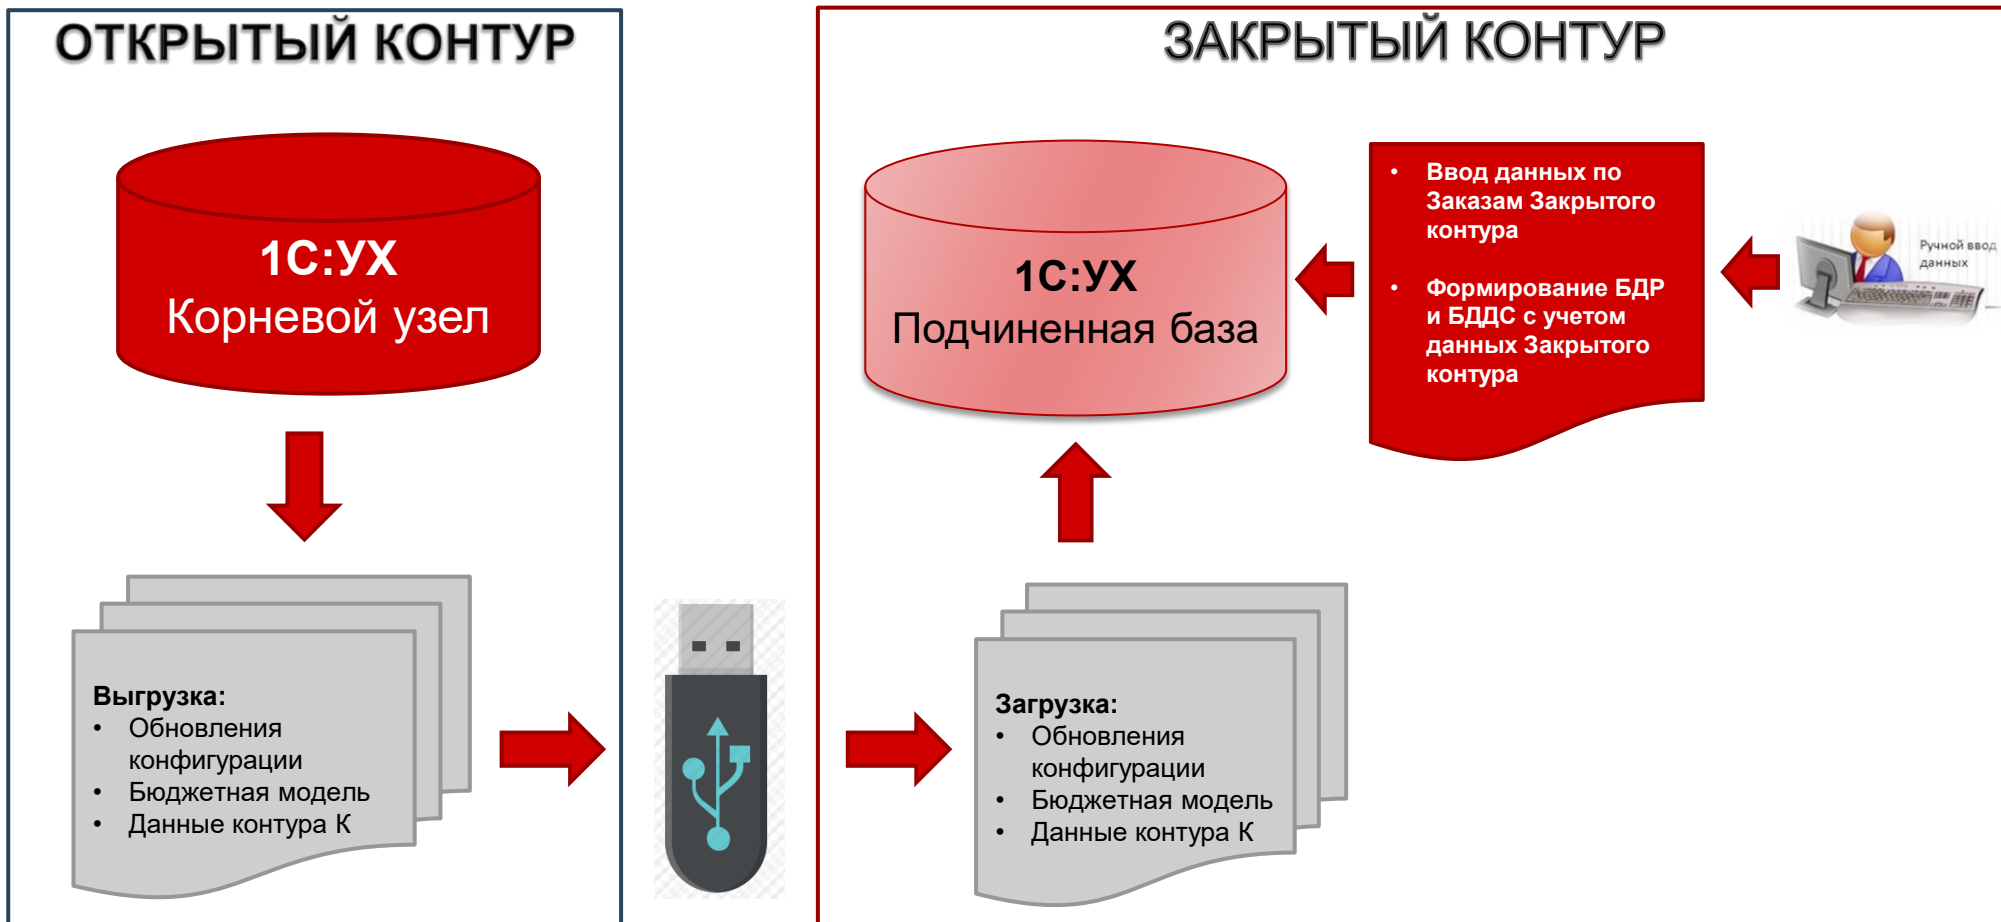 ОТКРЫТЫЙ КОНТУР
1С:УХ
Корневой узел
Выгрузка:
• Обновления
конфигурации
• Бюджетная модель
• Данные контура К
ЗАКРЫТЫЙ КОНТУР
1С:УХ
Подчиненная база
• Ввод данных по
Заказам Закрытого
контура
• Формирование БДР
и БДДС с учетом
данных Закрытого
контура
Ручной ввод
данных
Загрузка:
• Обновления
конфигурации
• Бюджетная модель
• Данные контура К